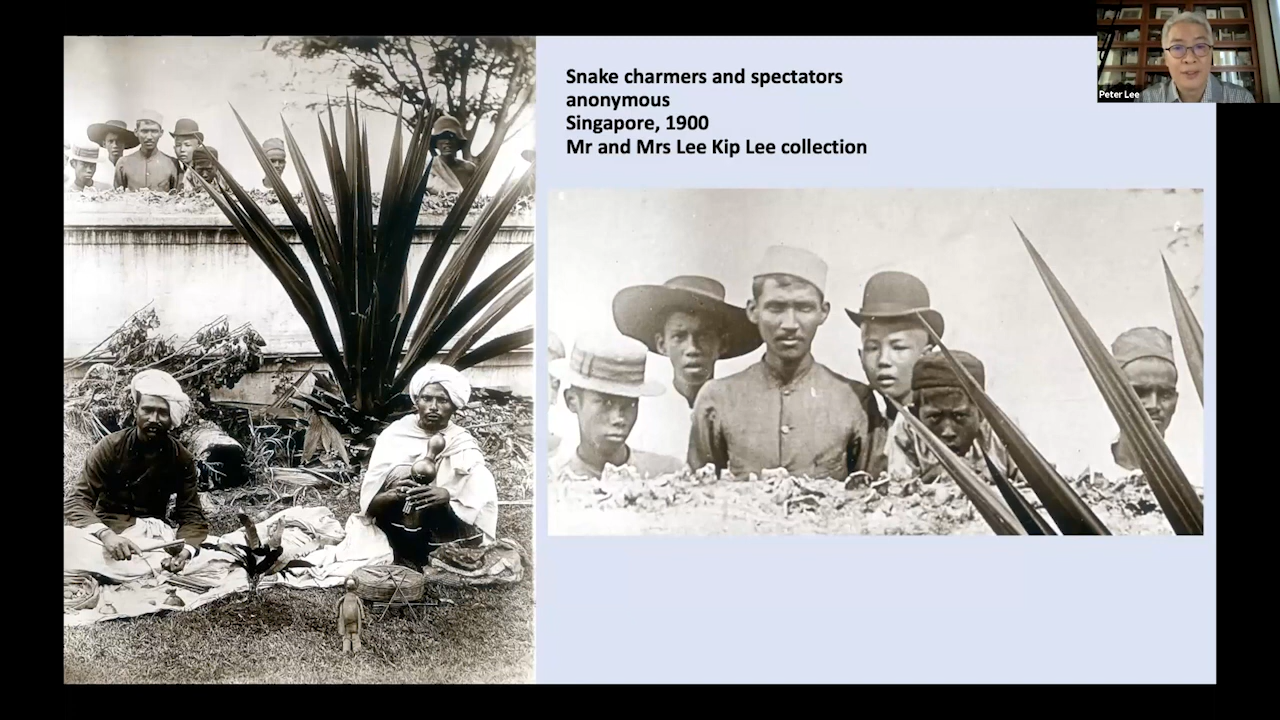 Snake charmers and spectators
anonymous
Singapore, 1900
Mr and Mrs Lee Kip Lee collection
Peter Lee